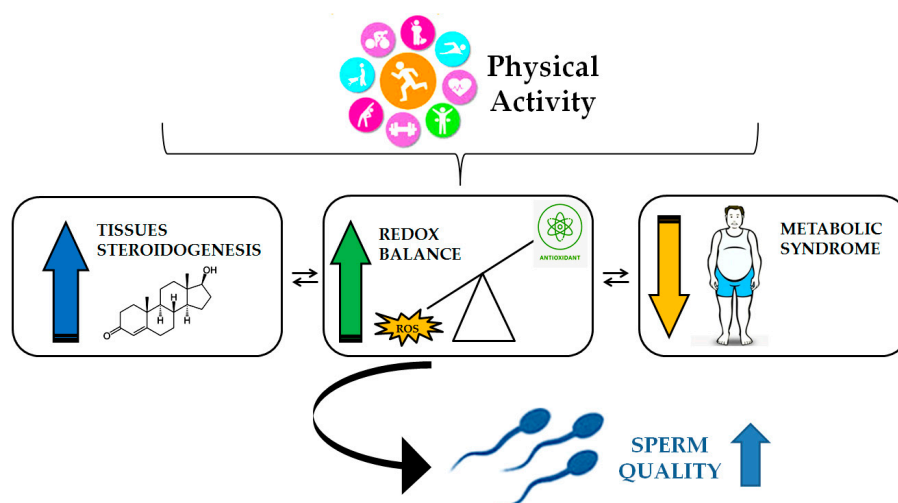 Physical
Activity
TISSUES
STEROIDOGENESIS
OH
H
H
H
O
REDOX
BALANCE
ANTIOXIDANT
ROS
METABOLIC
SYNDROME
SPERM
QUALITY